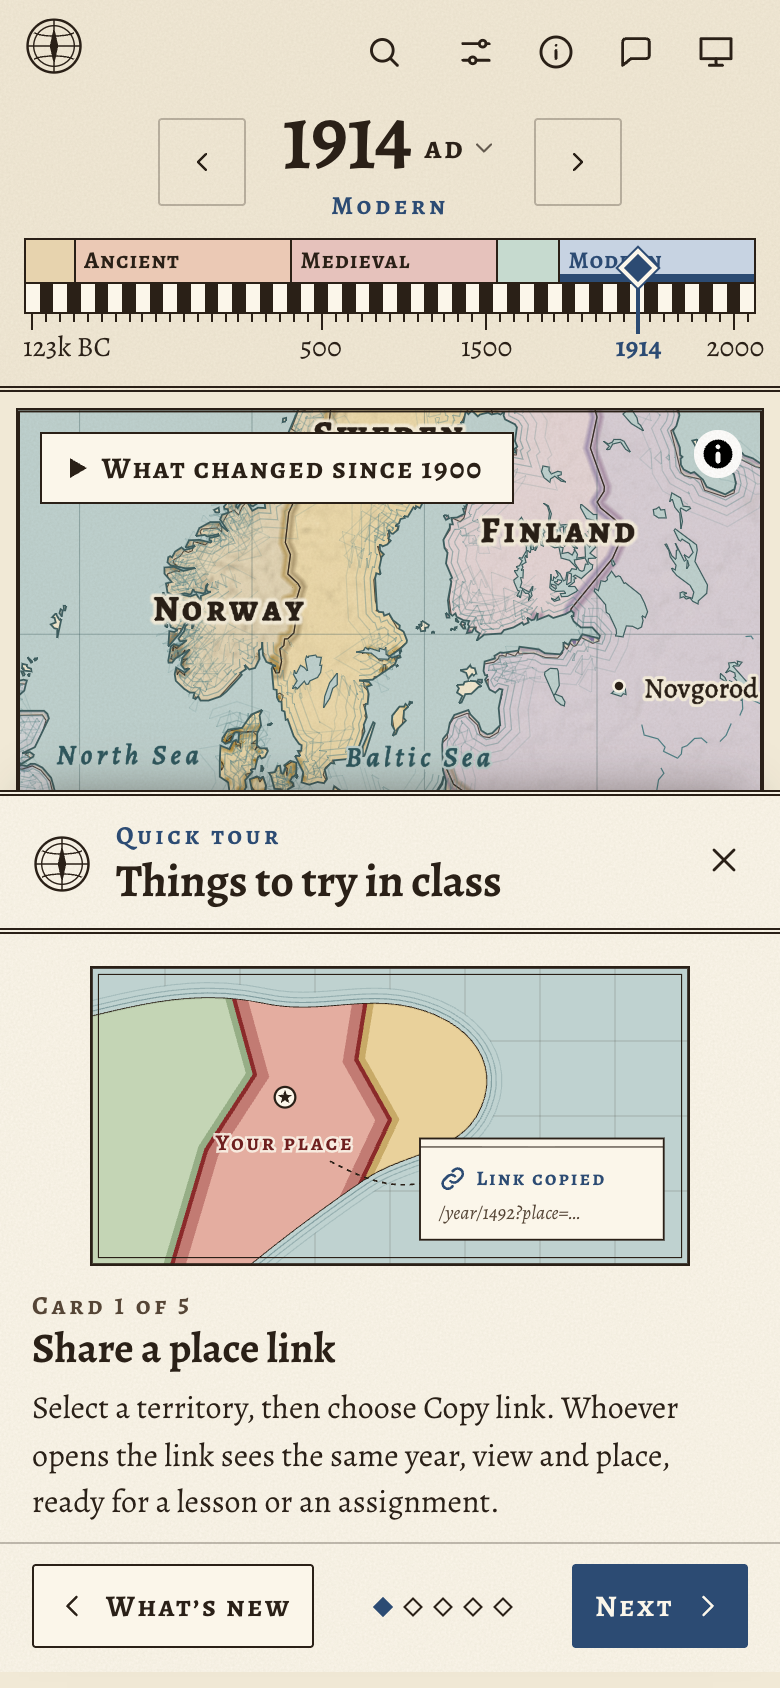 1914 AD
Modern
Ancient
Medieval
Modern
123k BC 500 1500 1914 2000
Sweden
What changed since 1900
Finland
Norway
Novgorod
North Sea
Baltic Sea
Quick tour
Things to try in class
Your place
Link copied
/year/1492?place=...
Card 1 of 5
Share a place link
Select a territory, then choose Copy link. Whoever
opens the link sees the same year, view and place,
ready for a lesson or an assignment.
What's new
Next